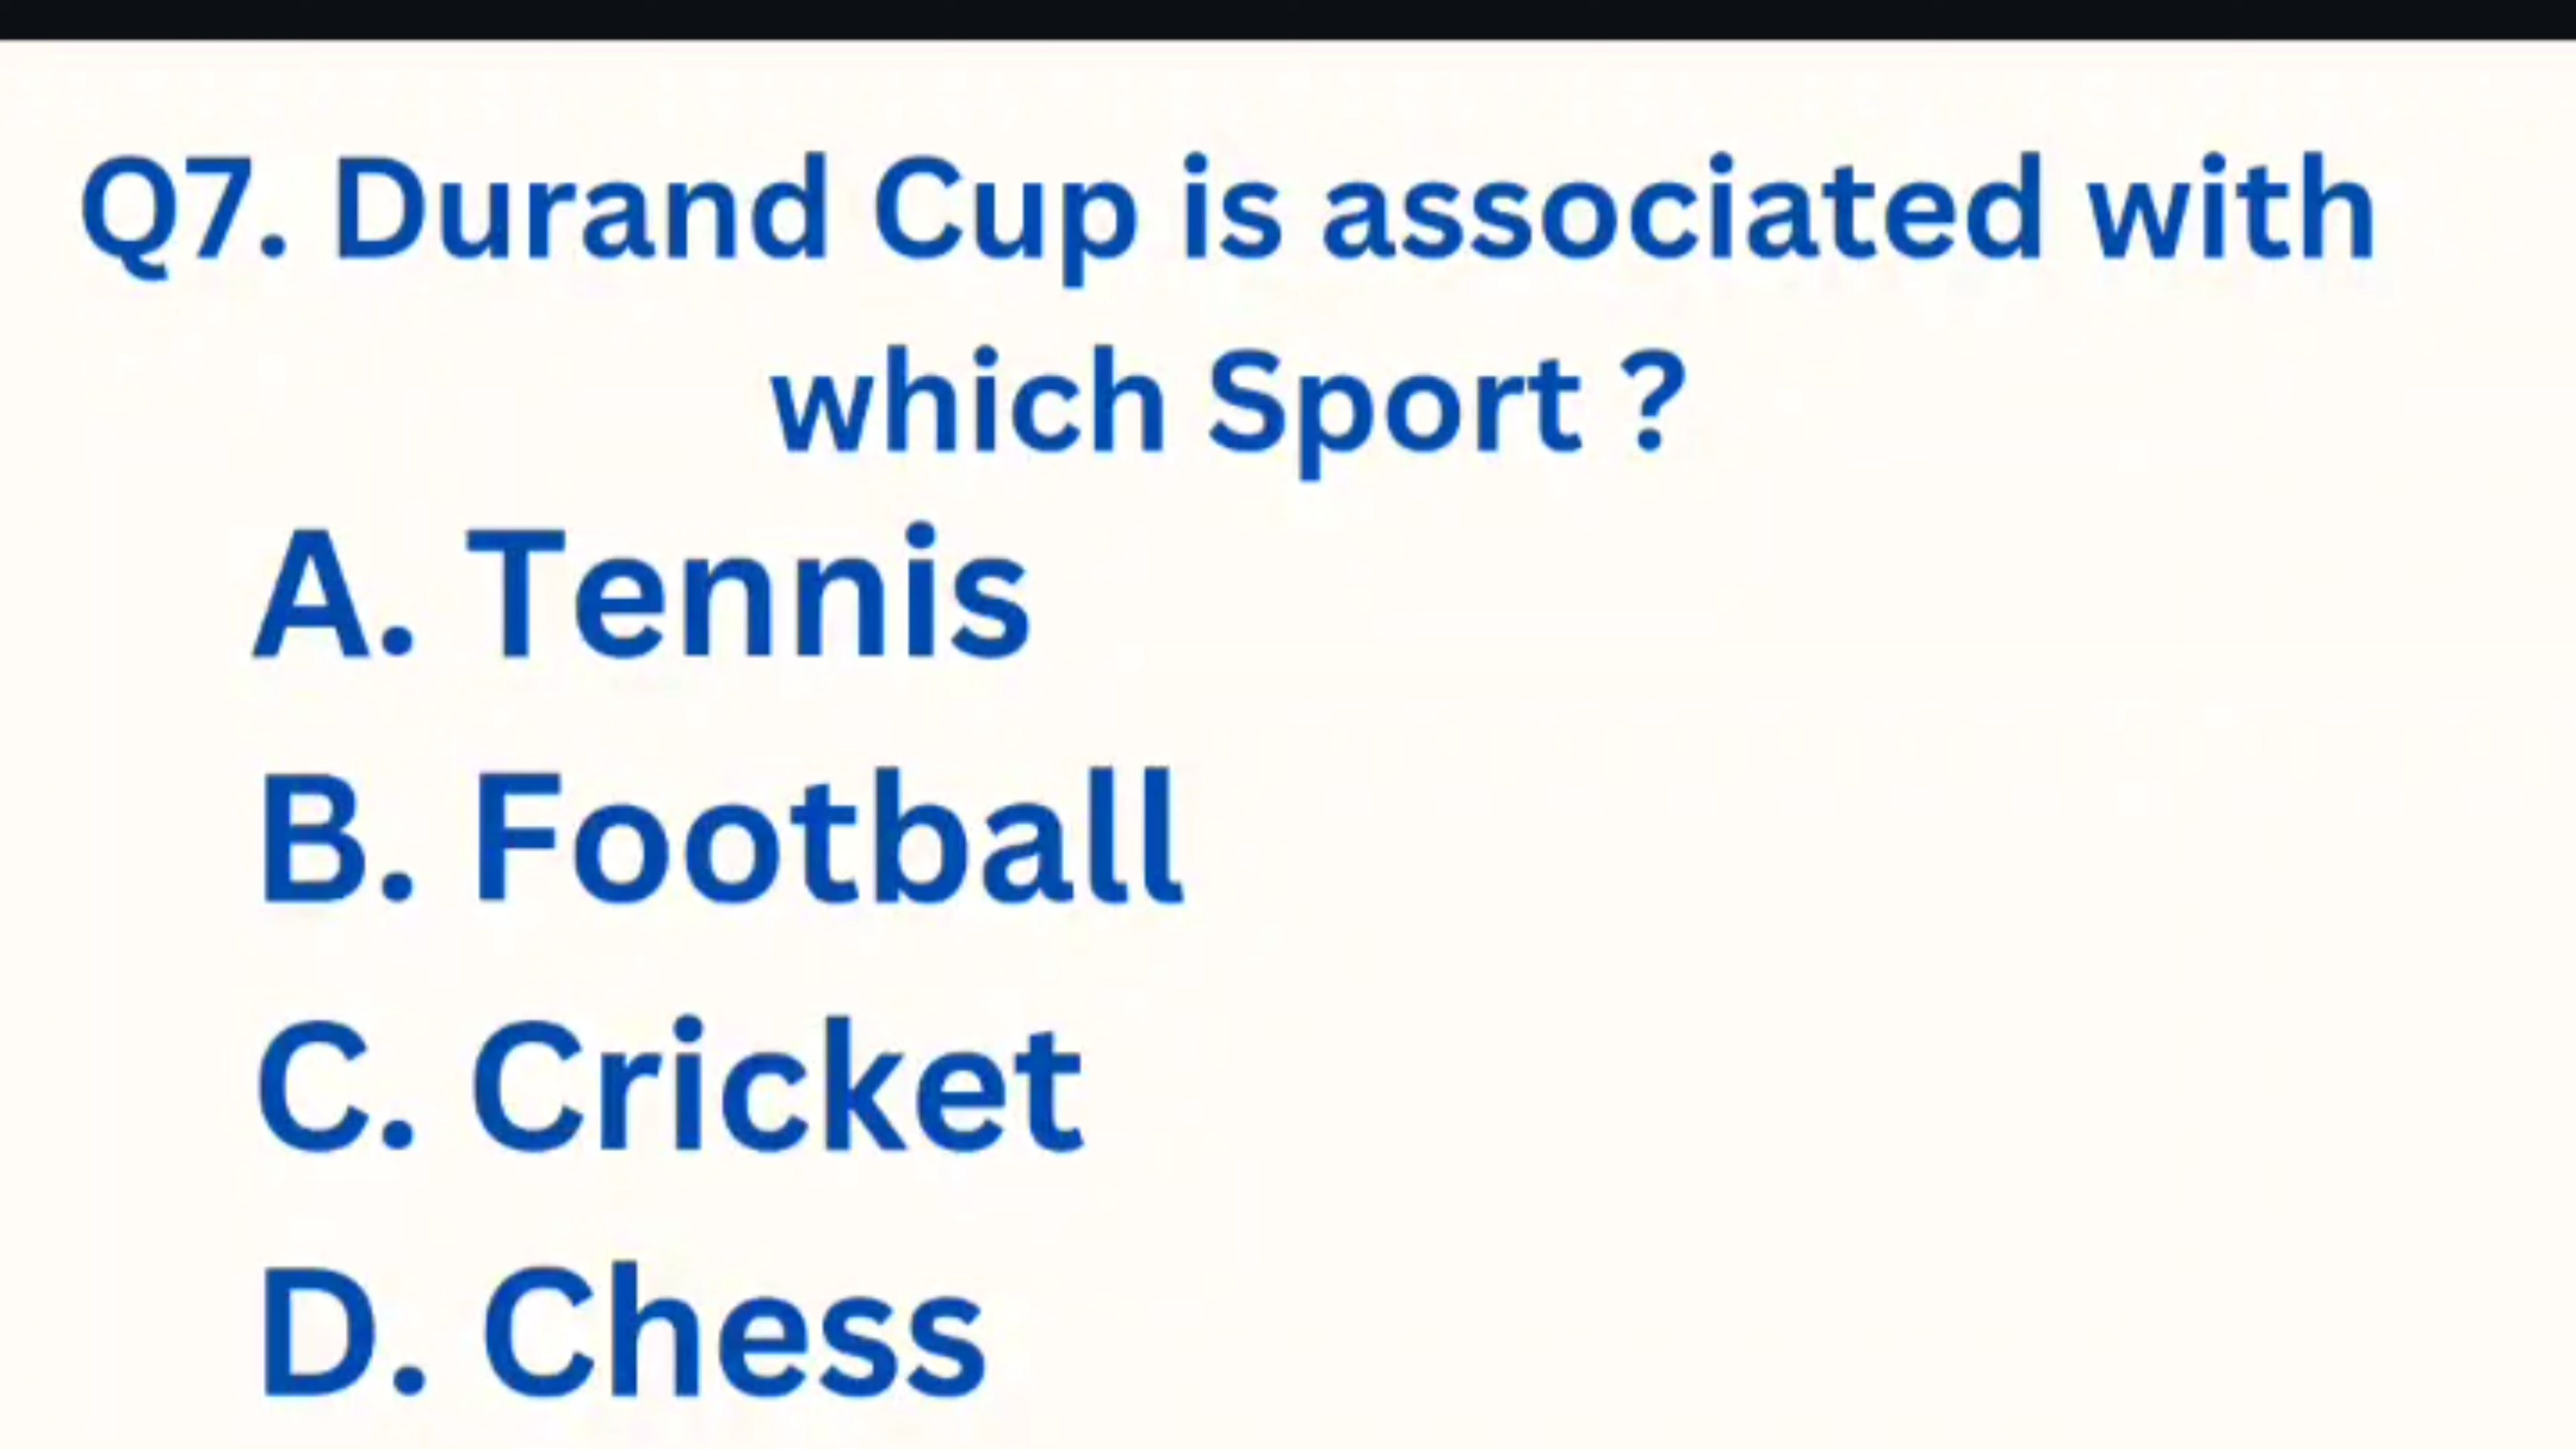 Q7. Durand Cup is associated with
which Sport ?
A. Tennis
B. Football
C. Cricket
D. Chess